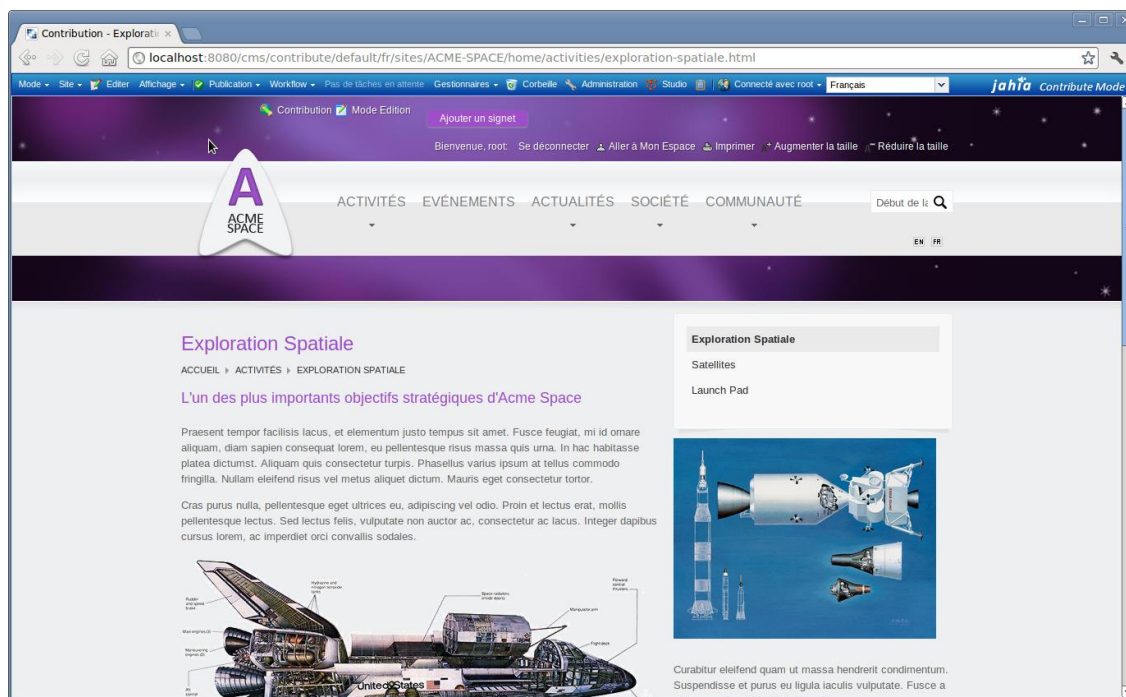 Contribution - Exploratio
localhost:8080/cms/contribute/default/fr/sites/ACME-SPACE/home/activities/exploration-spatiale.html
Mode Site Editer Affichage Publication Workflow Pas de tâches en attente Gestionnaires Corbeille Administration Studio Connecté avec root Français jahia Contribute Mode
Contribution Mode Edition Ajouter un signet
Bienvenue, root: Se déconnecter Aller à Mon Espace Imprimer Augmenter la taille Réduire la taille
A
ACME
SPACE
ACTIVITÉS EVÉNEMENTS ACTUALITÉS SOCIÉTÉ COMMUNAUTÉ Début de la
EN FR
Exploration Spatiale
ACCUEIL ACTIVITÉS EXPLORATION SPATIALE
L'un des plus importants objectifs stratégiques d'Acme Space
Praesent tempor facilisis lacus, et elementum justo tempus sit amet. Fusce feugiat, mi id ornare
aliquam, diam sapien consequat lorem, eu pellentesque risus massa quis urna. In hac habitasse
platea dictumst. Aliquam quis consectetur turpis. Phasellus varius ipsum at tellus commodo
fringilla. Nullam eleifend risus vel metus aliquet dictum. Mauris eget consectetur tortor.
Cras purus nulla, pellentesque eget ultrices eu, adipiscing vel odio. Proin et lectus erat, mollis
pellentesque lectus. Sed lectus felis, vulputate non auctor ac, consectetur ac lacus. Integer dapibus
cursus lorem, ac imperdiet orci convallis sodales.
United States
Exploration Spatiale
Satellites
Launch Pad
Curabitur eleifend quam ut massa hendrerit condimentum.
Suspendisse et purus eu ligula iaculis vulputate. Fusce a